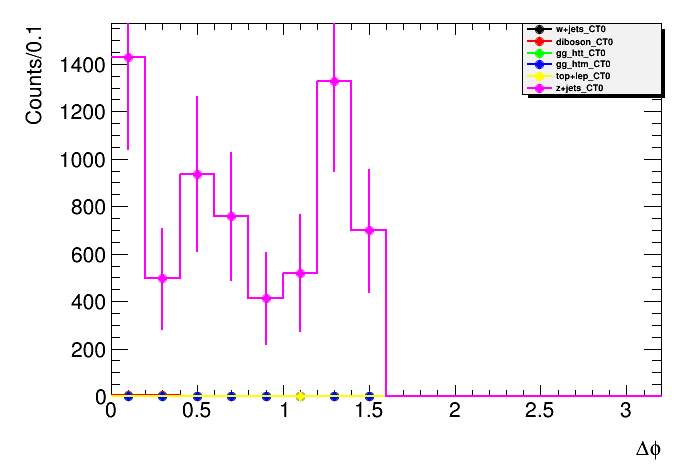 Counts/0.1
1400
1200
1000
800
600
400
200
0
0 0.5 1 1.5 2 2.5 3
Δϕ
w+jets_CT0
diboson_CT0
gg_htt_CT0
gg_htm_CT0
top+lep_CT0
z+jets_CT0